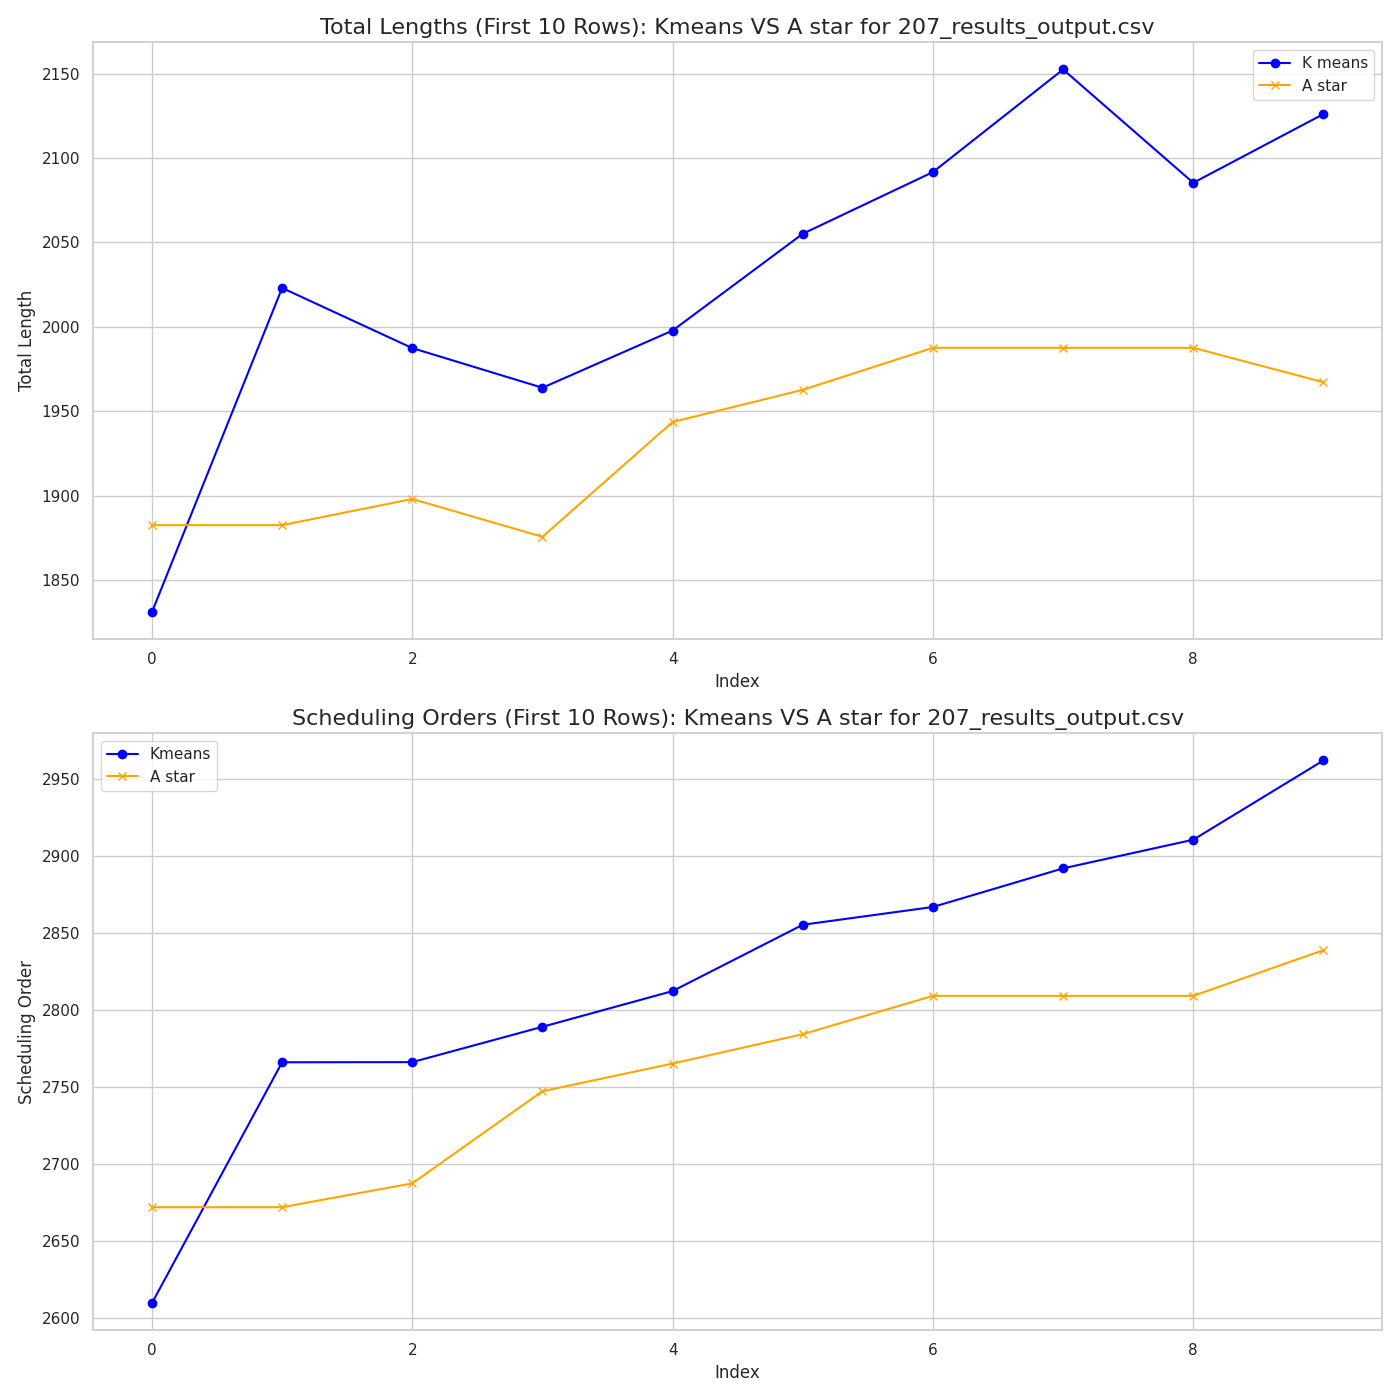 Total Lengths (First 10 Rows): Kmeans VS A star for 207_results_output.csv
K means
A star
2150
2100
2050
2000
1950
1900
1850
Total Length
0 2 4 6 8
Index
Scheduling Orders (First 10 Rows): Kmeans VS A star for 207_results_output.csv
Kmeans
A star
2950
2900
2850
2800
2750
2700
2650
2600
Scheduling Order
0 2 4 6 8
Index